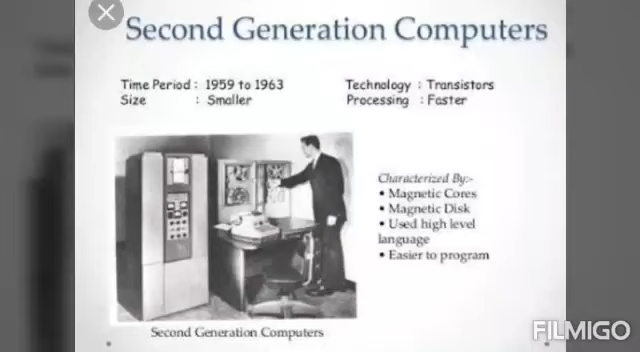 Second Generation Computers
Time Period : 1959 to 1963
Size : Smaller
Technology : Transistors
Processing : Faster
Characterized By:-
• Magnetic Cores
• Magnetic Disk
• Used high level
language
• Easier to program
Second Generation Computers
FILMIGO